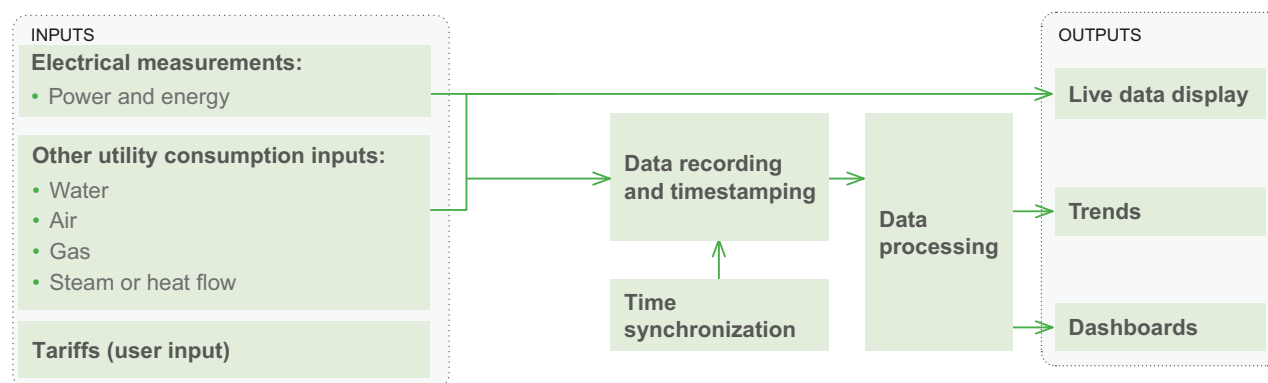 INPUTS
Electrical measurements:
• Power and energy
Other utility consumption inputs:
• Water
• Air
• Gas
• Steam or heat flow
Tariffs (user input)
Data recording
and timestamping
Time
synchronization
Data
processing
OUTPUTS
Live data display
Trends
Dashboards